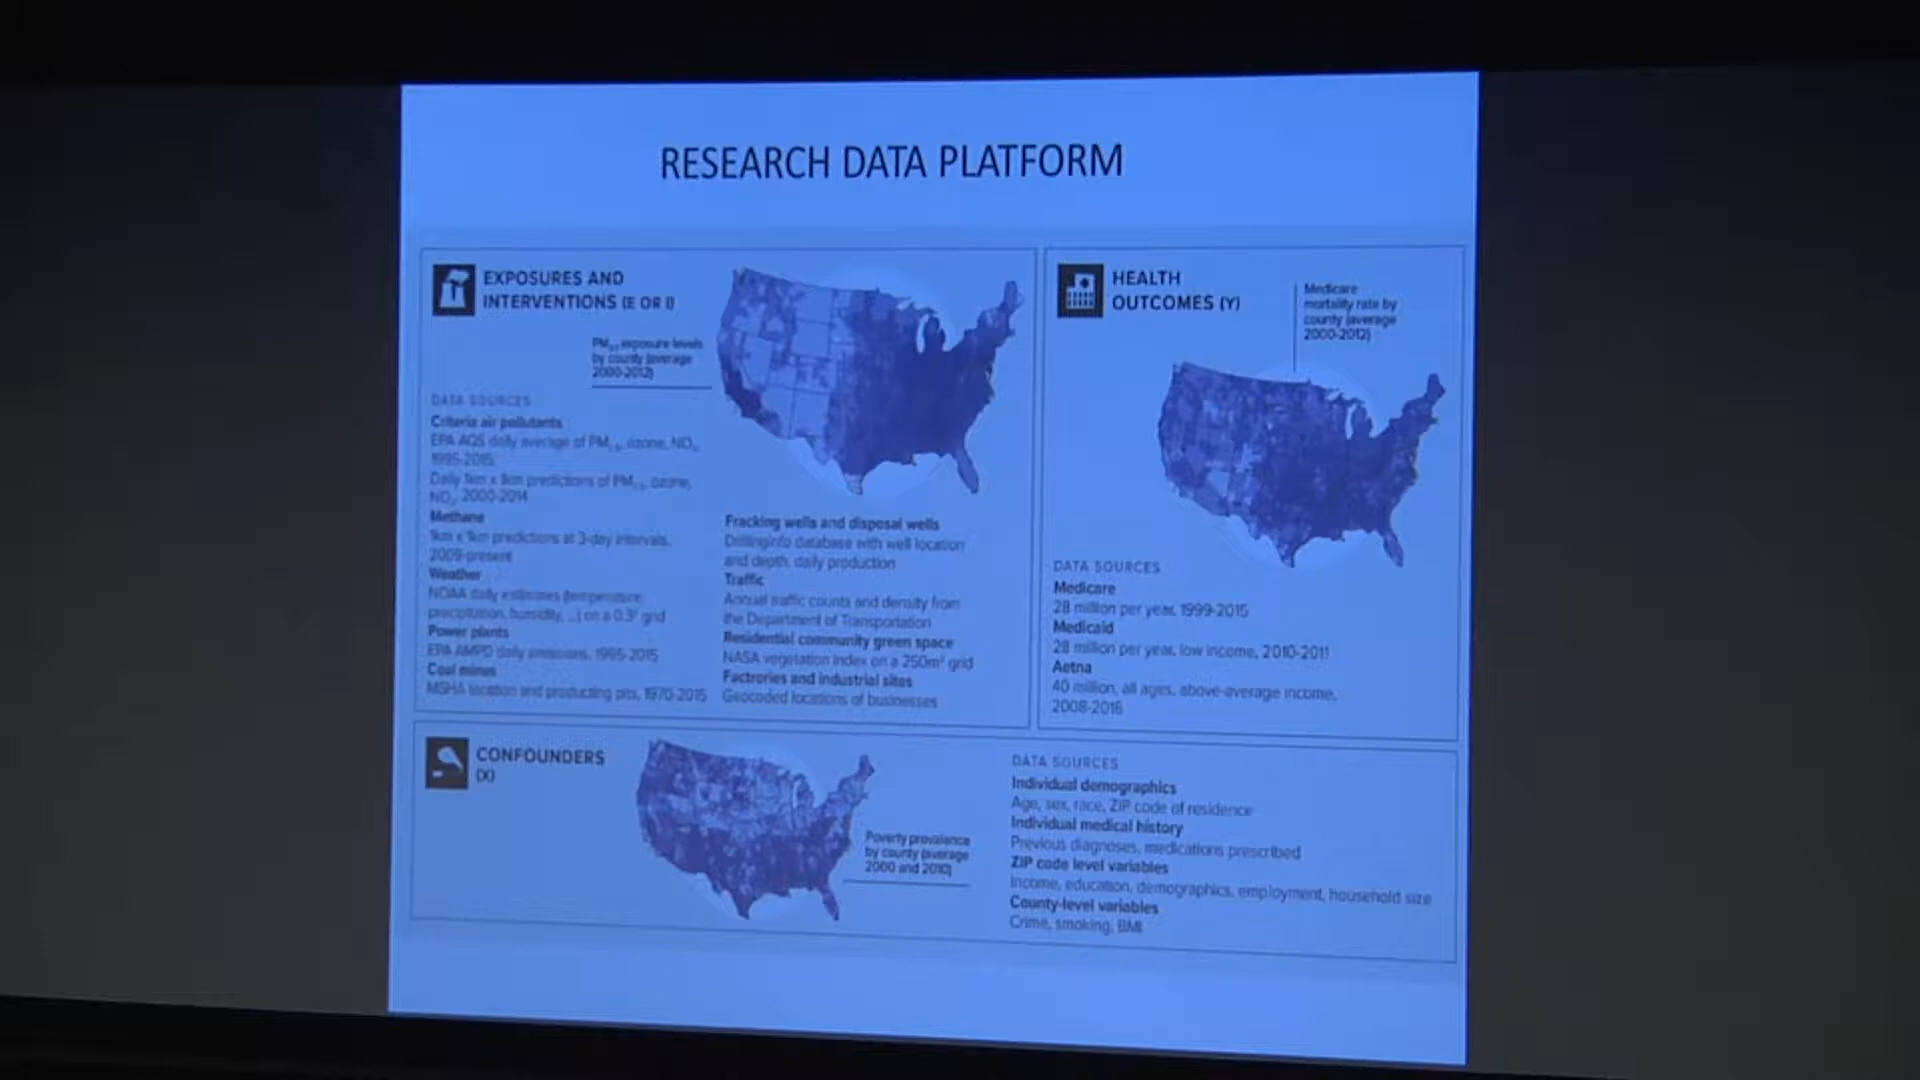 RESEARCH DATA PLATFORM
EXPOSURES AND
INTERVENTIONS (E OR I)
PM2.5 exposure levels
by county (average
2000-2012)
DATA SOURCES
Criteria air pollutants
EPA AQS daily average of PM2.5, ozone, NO
1995-2015;
Daily 1km x 1km predictions of PM2.5, ozone,
NO, 2000-2014
Methane
1km x 1km predictions at 3-day intervals,
2009-present
Weather
NOAA daily estimates (temperature
precipitation, humidity, ...) on a 0.3° grid
Power plants
EPA AMPD daily emissions, 1995-2015
Coal mines
MSHA location and producting pits, 1970-2015
Fracking wells and disposal wells
Drillinginfo database with well location
and depth, daily production
Traffic
Annual traffic counts and density from
the Department of Transportation
Residential community green space
NASA vegetation index on a 250m² grid
Factrories and industrial sites
Geocoded locations of businesses
HEALTH
OUTCOMES (Y)
Medicare
mortality rate by
county (average
2000-2012)
DATA SOURCES
Medicare
28 million per year, 1999-2015
Medicaid
28 million per year, low income, 2010-2011
Aetna
40 million, all ages, above-average income,
2008-2016
CONFOUNDERS
(X)
Poverty prevalence
by county (average
2000 and 2010)
DATA SOURCES
Individual demographics
Age, sex, race, ZIP code of residence
Individual medical history
Previous diagnoses, medications prescribed
ZIP code level variables
Income, education, demographics, employment, household size
County-level variables
Crime, smoking, BMI